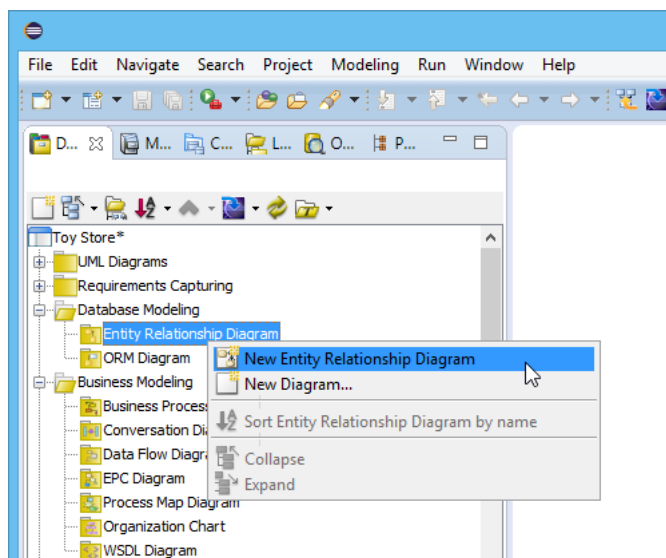 File Edit Navigate Search Project Modeling Run Window Help
D... M... C... L... O... P...
Toy Store*
UML Diagrams
Requirements Capturing
Database Modeling
Entity Relationship Diagram
ORM Diagram
New Entity Relationship Diagram
New Diagram...
Sort Entity Relationship Diagram by name
Collapse
Expand
Business Modeling
Business Proces
Conversation Di
Data Flow Diagr
EPC Diagram
Process Map Diagram
Organization Chart
WSDL Diagram